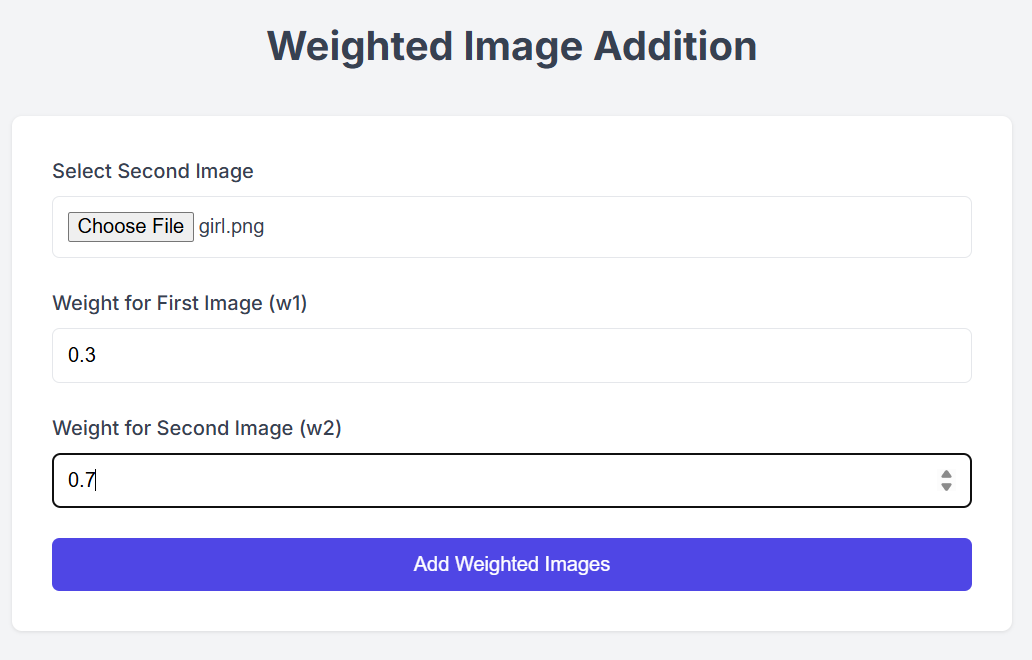 Weighted Image Addition
Select Second Image
Choose File girl.png
Weight for First Image (w1)
0.3
Weight for Second Image (w2)
0.7
Add Weighted Images